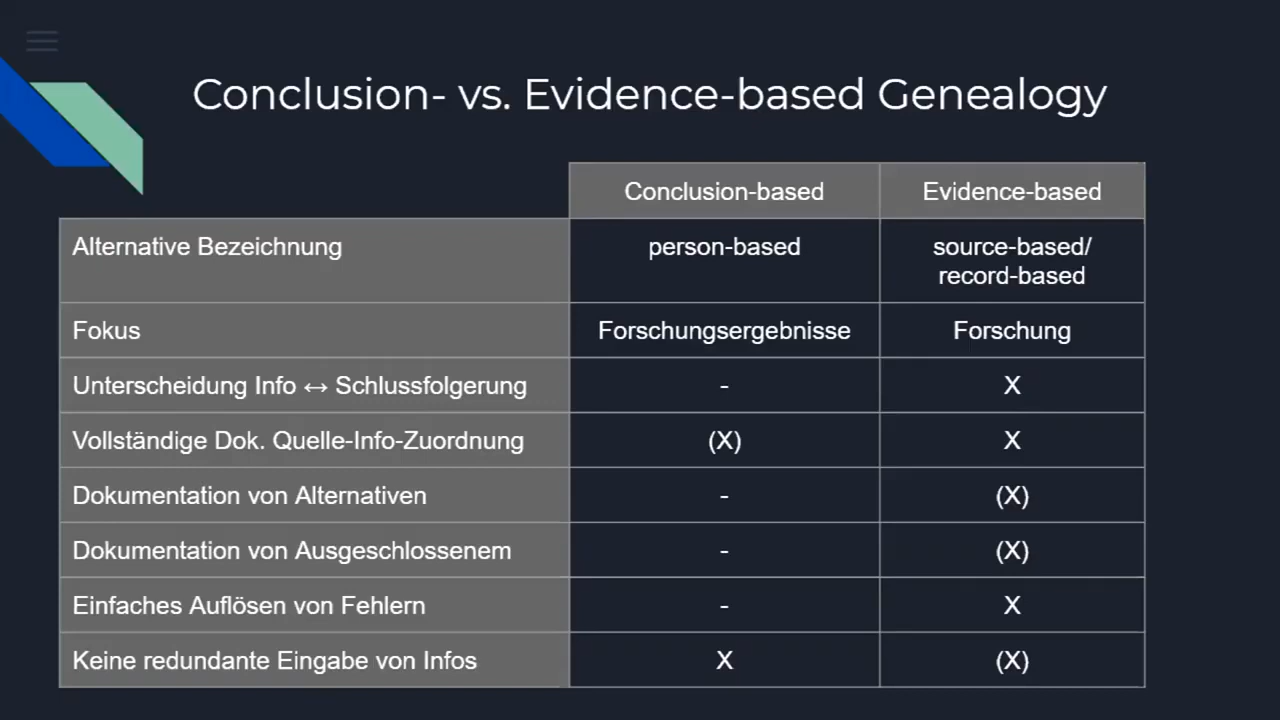 Conclusion- vs. Evidence-based Genealogy
Conclusion-based Evidence-based
Alternative Bezeichnung person-based source-based/
record-based
Fokus Forschungsergebnisse Forschung
Unterscheidung Info ↔ Schlussfolgerung - X
Vollständige Dok. Quelle-Info-Zuordnung (X) X
Dokumentation von Alternativen - (X)
Dokumentation von Ausgeschlossenem - (X)
Einfaches Auflösen von Fehlern - X
Keine redundante Eingabe von Infos X (X)